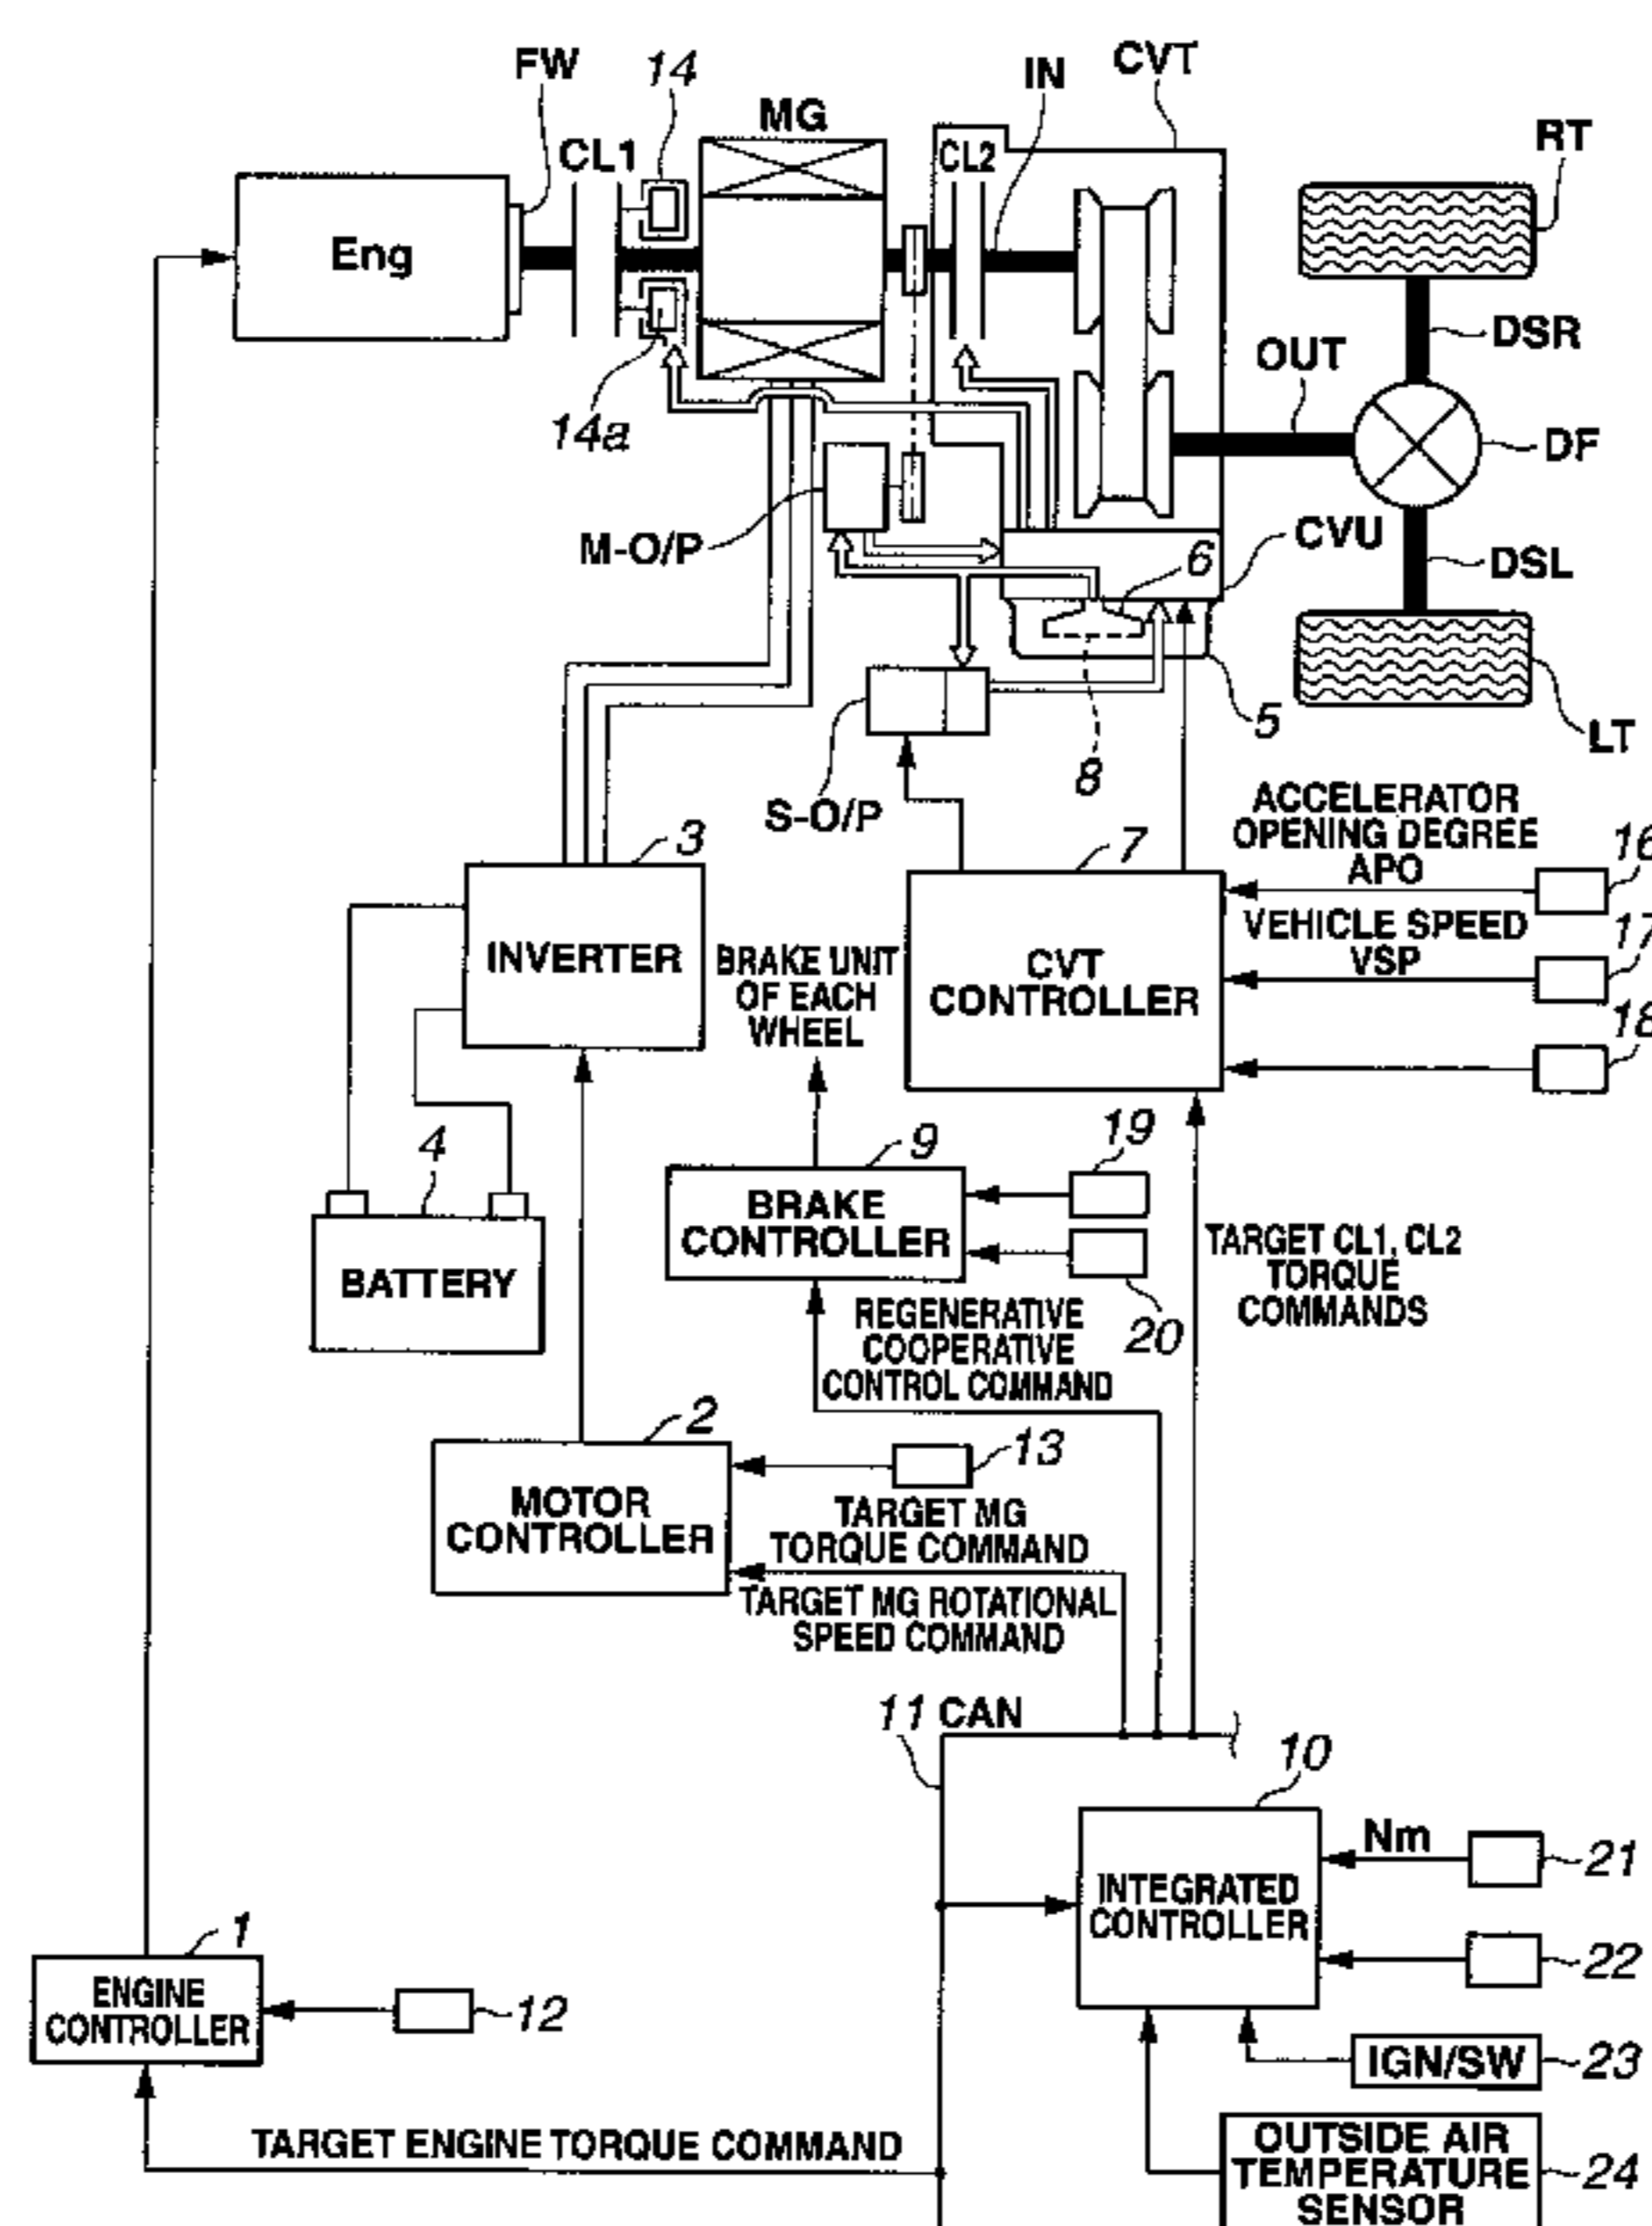 FW
14
MG
IN
CVT
RT
CL1
CL2
Eng
DSR
OUT
14a
DF
M-O/P
6
CVU
DSL
5
LT
8
S-O/P
3
7
ACCELERATOR
OPENING DEGREE
APO
16
VEHICLE SPEED
VSP
17
INVERTER
BRAKE UNIT
OF EACH
WHEEL
CVT
CONTROLLER
18
4
9
19
BRAKE
CONTROLLER
BATTERY
20
TARGET CL1, CL2
TORQUE
COMMANDS
REGENERATIVE
COOPERATIVE
CONTROL COMMAND
2
13
MOTOR
CONTROLLER
TARGET MG
TORQUE COMMAND
TARGET MG ROTATIONAL
SPEED COMMAND
11 CAN
10
Nm
21
INTEGRATED
CONTROLLER
22
1
ENGINE
CONTROLLER
12
IGN/SW
23
TARGET ENGINE TORQUE COMMAND
OUTSIDE AIR
TEMPERATURE
SENSOR
24